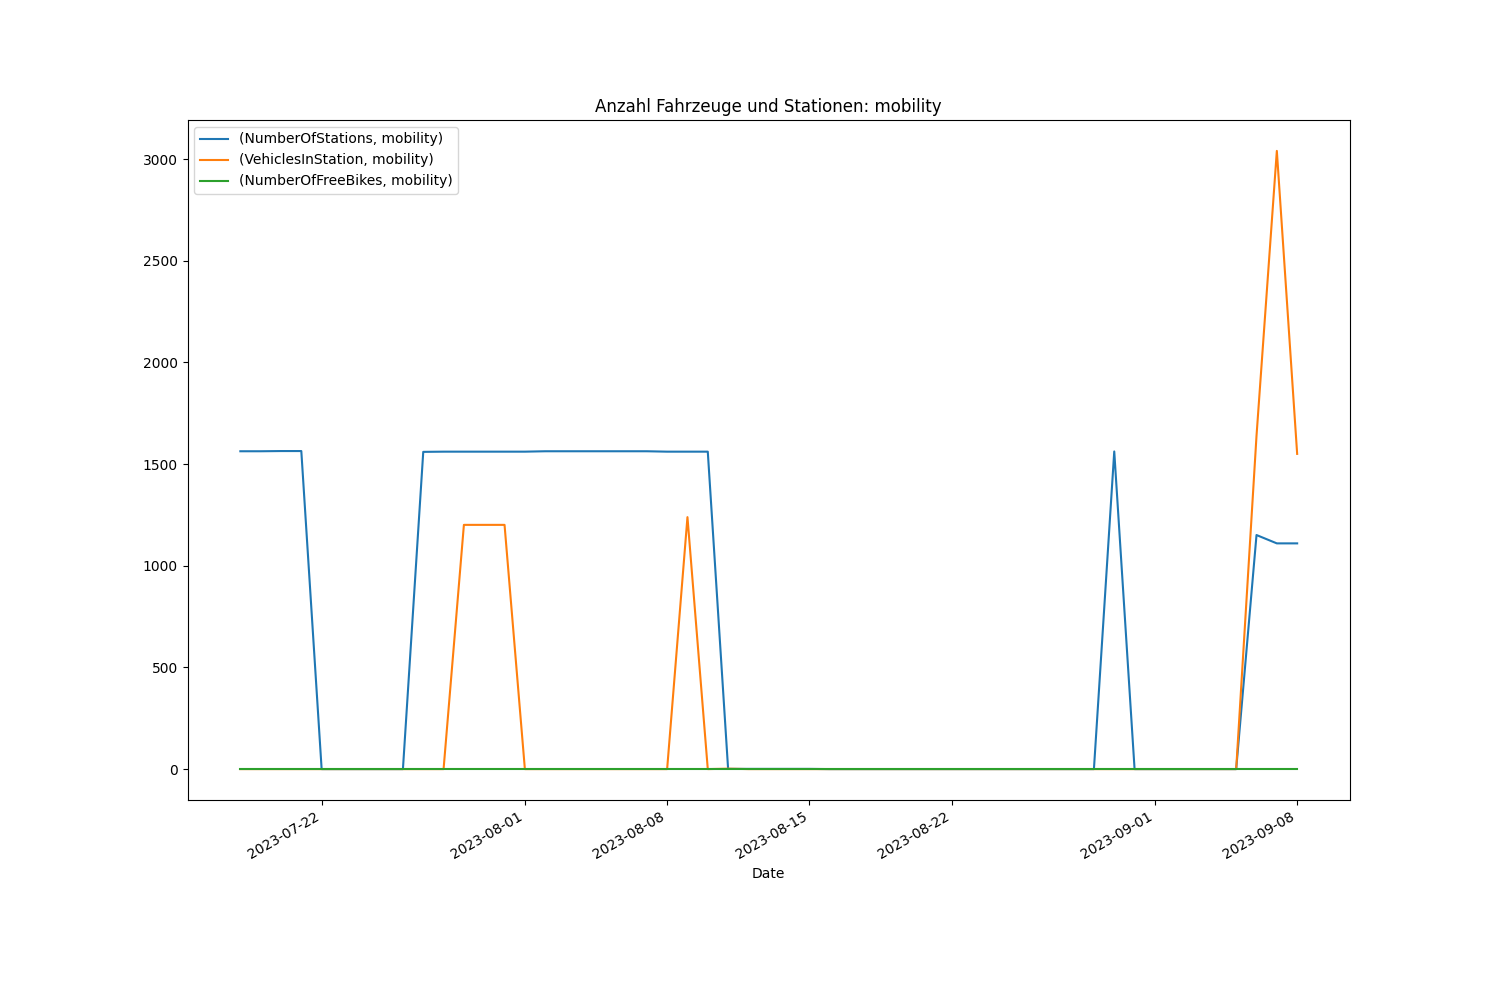 Anzahl Fahrzeuge und Stationen: mobility
(NumberOfStations, mobility)
(VehiclesInStation, mobility)
(NumberOfFreeBikes, mobility)
3000
2500
2000
1500
1000
500
0
2023-07-22
2023-08-01
2023-08-08
2023-08-15
2023-08-22
2023-09-01
2023-09-08
Date